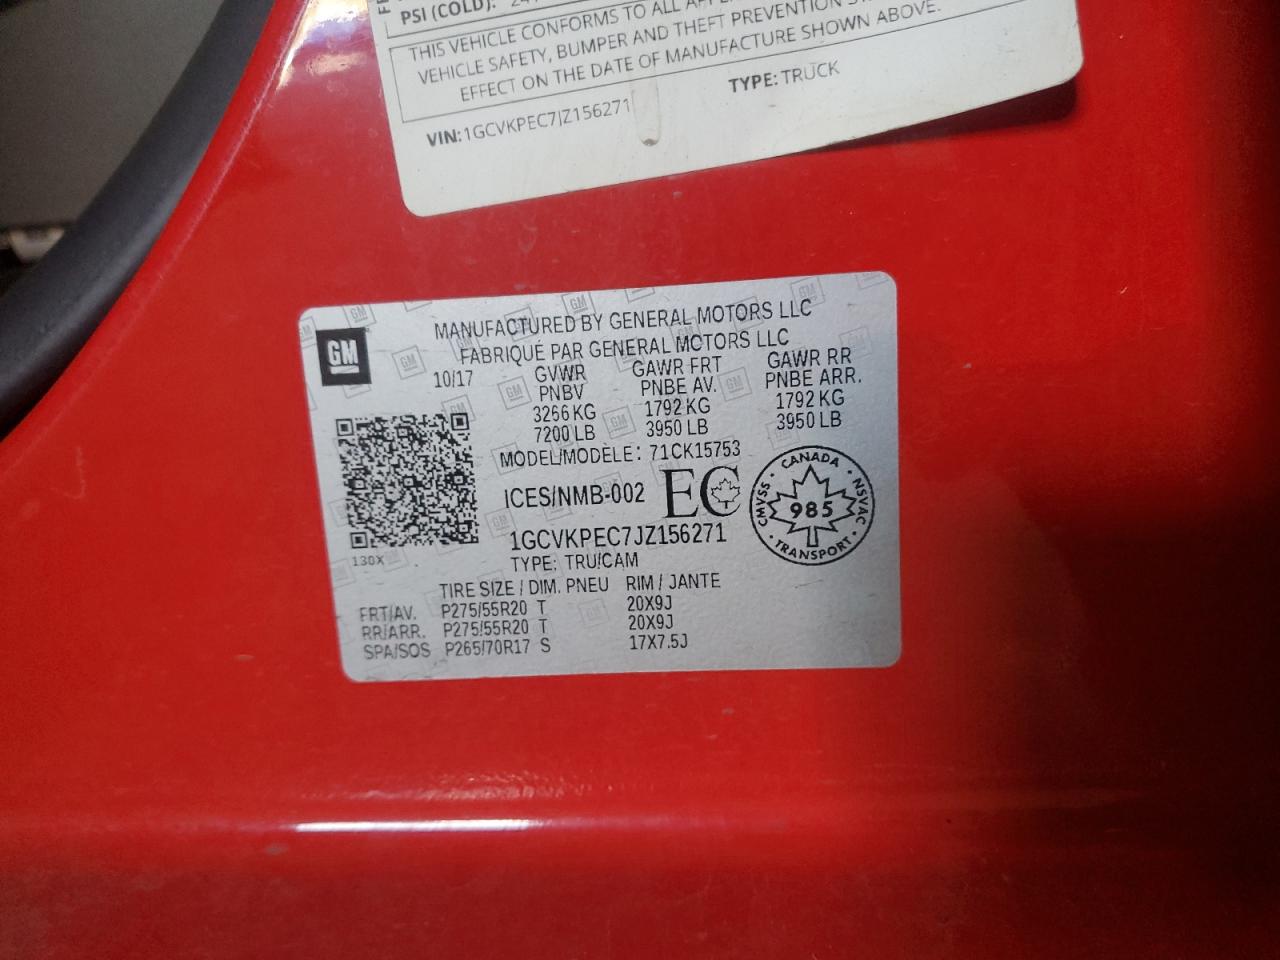 PSI (COLD):
THIS VEHICLE CONFORMS TO ALL
VEHICLE SAFETY, BUMPER AND THEFT PREVENTION
EFFECT ON THE DATE OF MANUFACTURE SHOWN ABOVE.
VIN:1GCVKPEC7JZ156271 TYPE: TRUCK
GM
MANUFACTURED BY GENERAL MOTORS LLC
FABRIQUÉ PAR GENERAL MOTORS LLC
10/17 GVWR GAWR FRT GAWR RR
PNBV PNBE AV. PNBE ARR.
3266 KG 1792 KG 1792 KG
7200 LB 3950 LB 3950 LB
MODEL/MODÈLE: 71CK15753
ICES/NMB-002 EC
CANADA
CMVSS 985 NSVAC
TRANSPORT
1GCVKPEC7JZ156271
130X
TYPE: TRU/CAM
TIRE SIZE / DIM. PNEU RIM / JANTE
FRT/AV. P275/55R20 T 20X9J
RR/ARR. P275/55R20 T 20X9J
SPA/SOS P265/70R17 S 17X7.5J